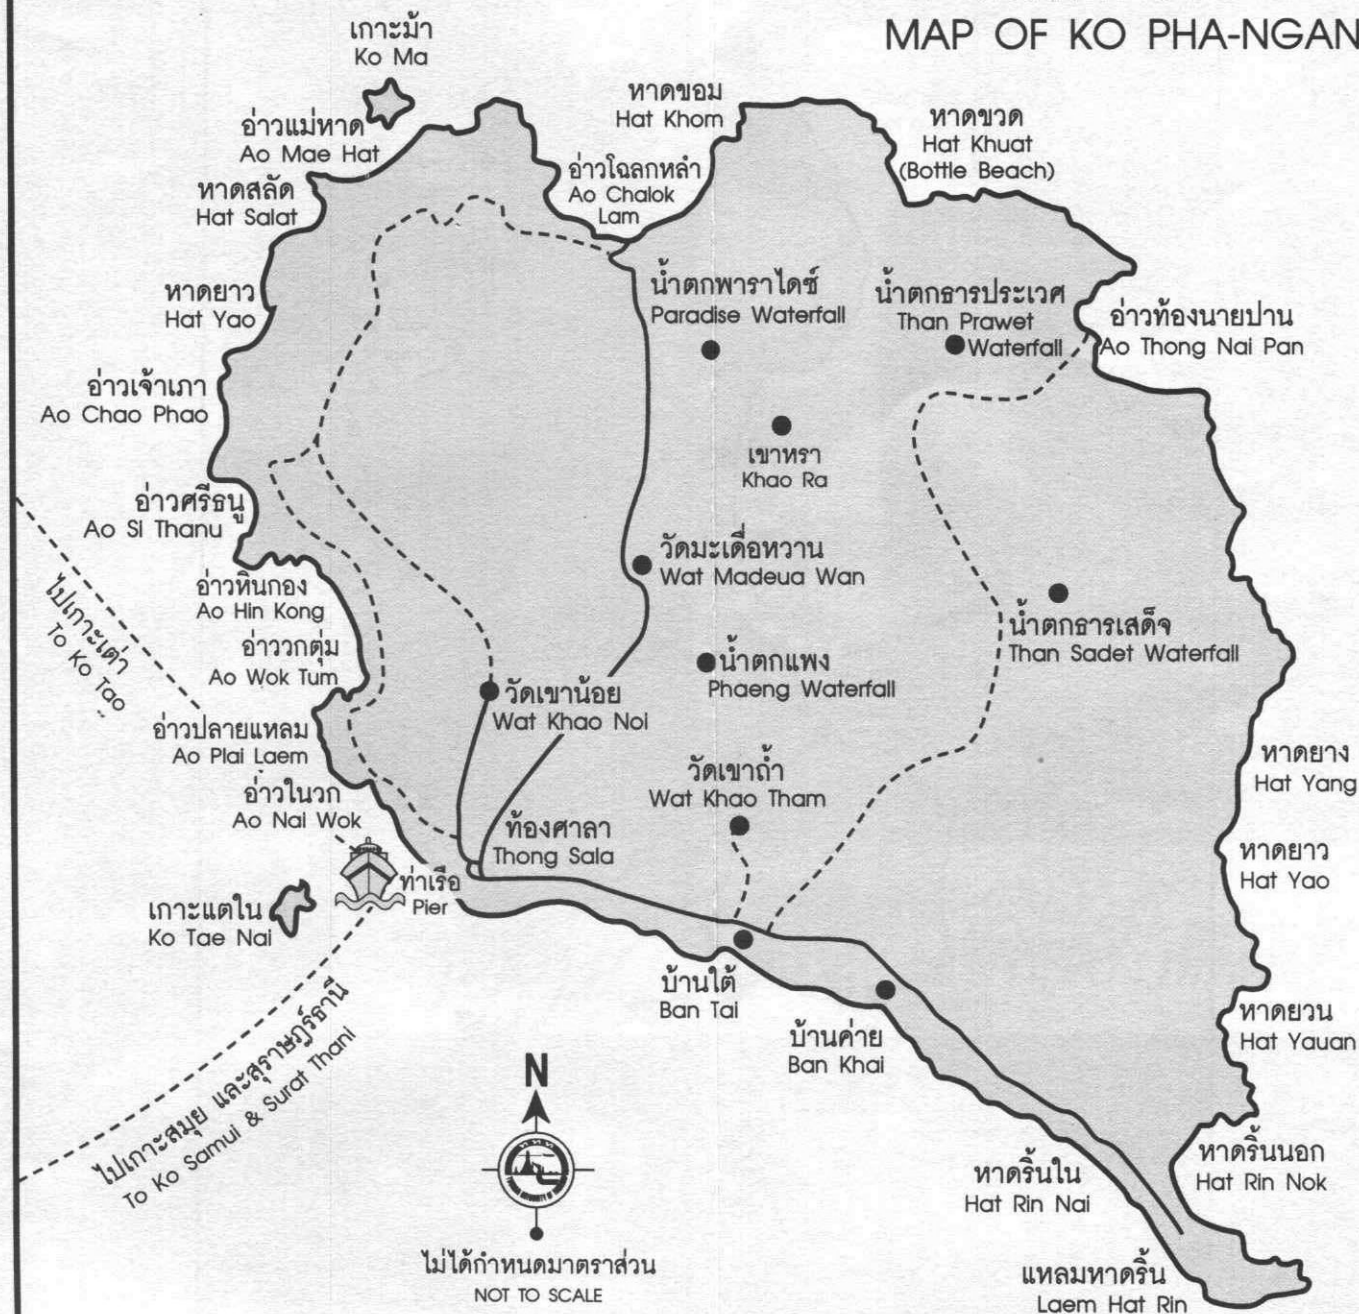 MAP OF KO PHA-NGAN
เกาะม้า
Ko Ma
หาดขอม
Hat Khom
หาดขวด
Hat Khuat
(Bottle Beach)
อ่าวแม่หาด
Ao Mae Hat
อ่าวโฉลกหลำ
Ao Chalok
Lam
หาดสลัด
Hat Salat
น้ำตกพาราไดซ์
Paradise Waterfall
น้ำตกธารประเวศ
Than Prawet
Waterfall
หาดยาว
Hat Yao
อ่าวท้องนายปาน
Ao Thong Nai Pan
อ่าวเจ้าเภา
Ao Chao Phao
เขาหรา
Khao Ra
อ่าวศรีธนู
Ao Si Thanu
วัดมะเดื่อหวาน
Wat Madeua Wan
อ่าวหินกอง
Ao Hin Kong
ไปเกาะเต่า
To Ko Tao
น้ำตกธารเสด็จ
Than Sadet Waterfall
อ่าววกตุ่ม
Ao Wok Tum
น้ำตกแพง
Phaeng Waterfall
วัดเขาน้อย
Wat Khao Noi
อ่าวปลายแหลม
Ao Plai Laem
หาดยาง
Hat Yang
วัดเขาถ้ำ
Wat Khao Tham
อ่าวในวก
Ao Nai Wok
ท้องศาลา
Thong Sala
หาดยาว
Hat Yao
ท่าเรือ
Pier
เกาะแตใน
Ko Tae Nai
บ้านใต้
Ban Tai
หาดยวน
Hat Yauan
บ้านค่าย
Ban Khai
ไปเกาะสมุย และสุราษฎร์ธานี
To Ko Samui & Surat Thani
N
หาดริ้นนอก
Hat Rin Nok
หาดริ้นใน
Hat Rin Nai
ไม่ได้กำหนดมาตราส่วน
NOT TO SCALE
แหลมหาดริ้น
Laem Hat Rin